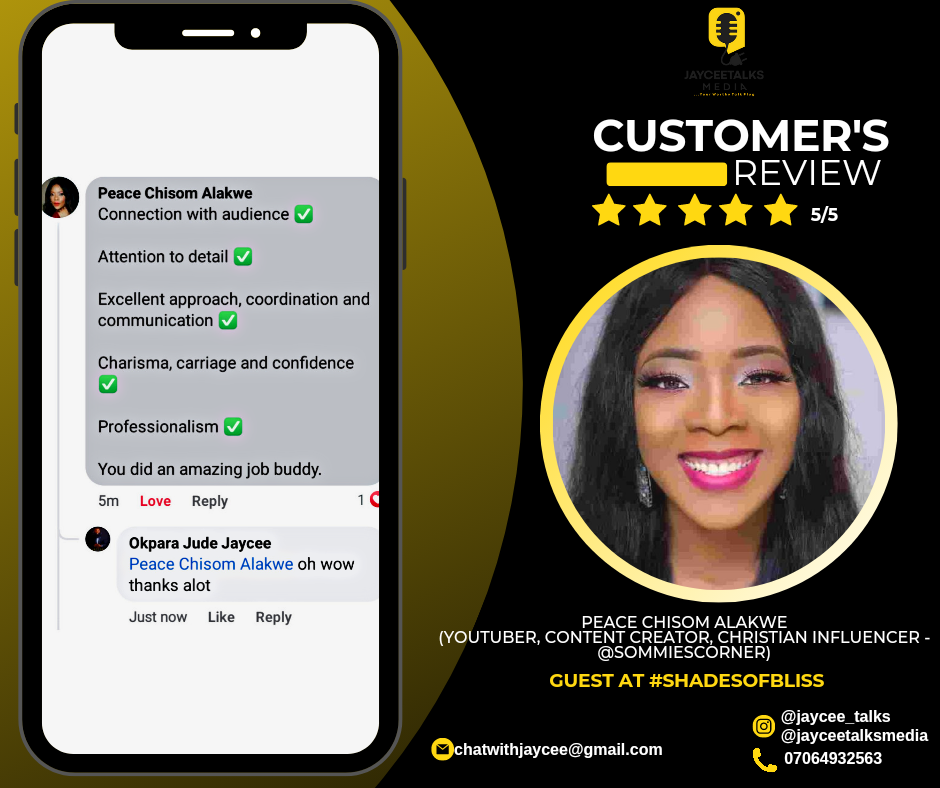 Peace Chisom Alakwe
Connection with audience ✅
Attention to detail ✅
Excellent approach, coordination and
communication ✅
Charisma, carriage and confidence
✅
Professionalism ✅
You did an amazing job buddy.
5m Love Reply 1
Okpara Jude Jaycee
Peace Chisom Alakwe oh wow
thanks alot
Just now Like Reply
JAYCEETALKS
MEDIA
CUSTOMER'S
REVIEW
5/5
PEACE CHISOM ALAKWE
(YOUTUBER, CONTENT CREATOR, CHRISTIAN INFLUENCER -
@SOMMIESCORNER)
GUEST AT #SHADESOFBLISS
chatwithjaycee@gmail.com
@jaycee_talks
@jayceetalksmedia
07064932563